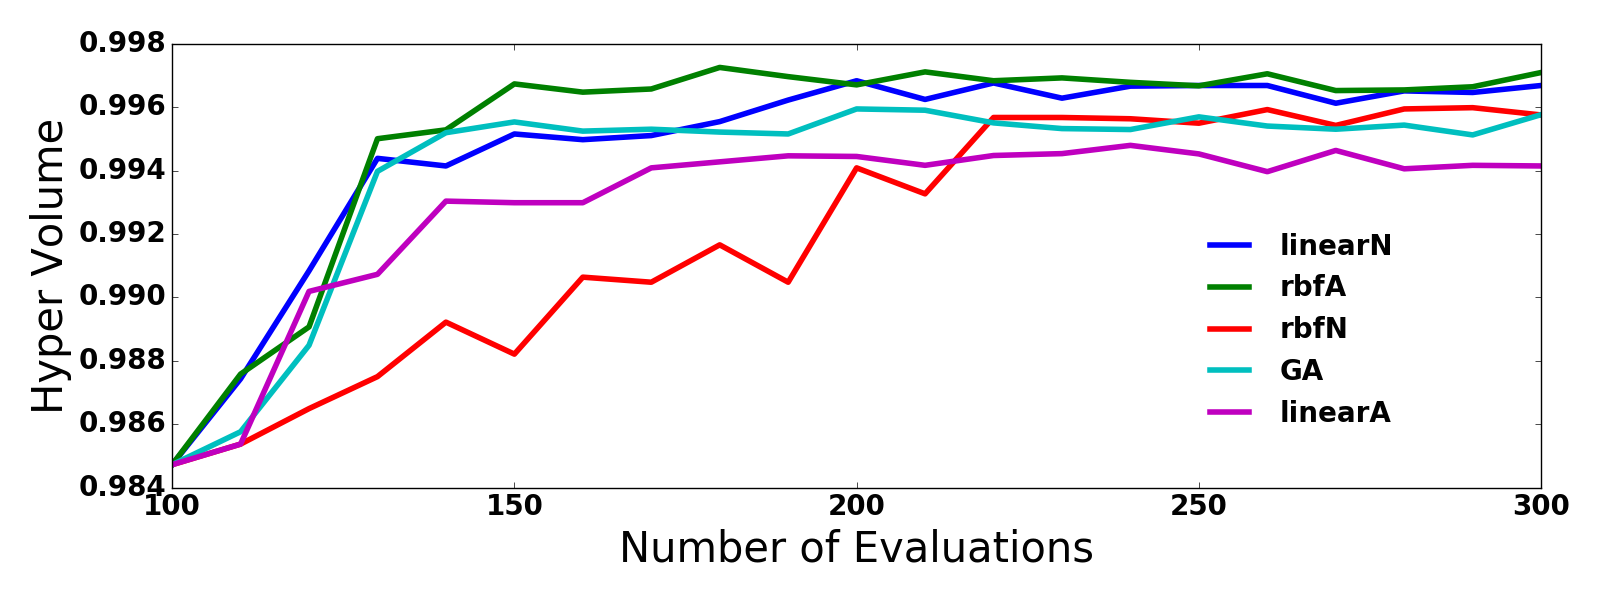 0.998
0.996
0.994
0.992
0.990
0.988
0.986
0.984
Hyper Volume
100 150 200 250 300
Number of Evaluations
linearN
rbfA
rbfN
GA
linearA